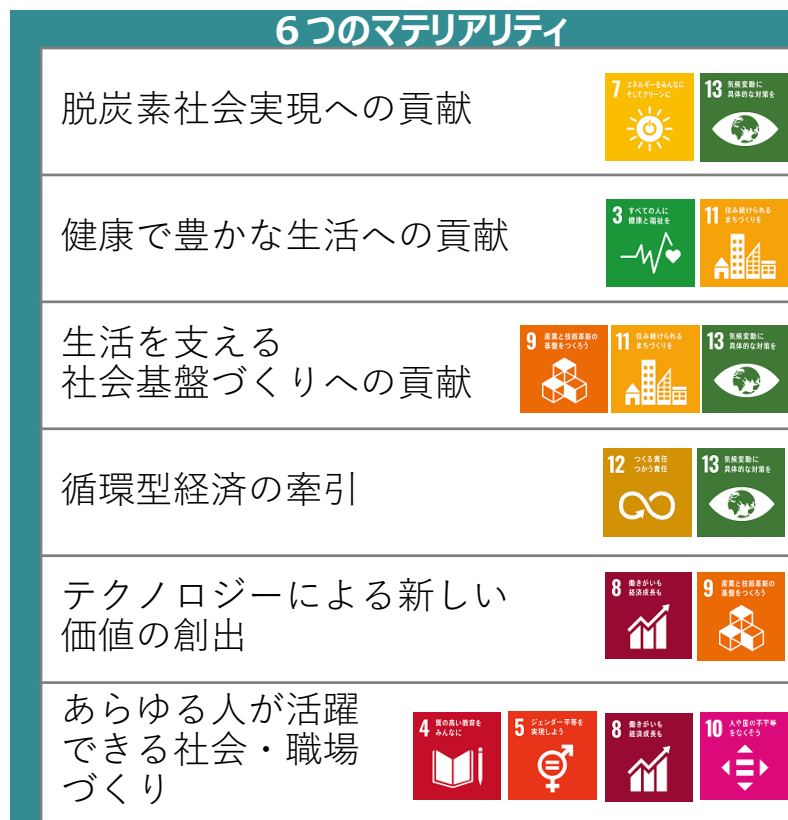 6つのマテリアリティ
脱炭素社会実現への貢献
7 エネルギーをみんなに
そしてクリーンに
13 気候変動に
具体的な対策を
健康で豊かな生活への貢献
3 すべての人に
健康と福祉を
11 住み続けられる
まちづくりを
生活を支える
社会基盤づくりへの貢献
9 産業と技術革新の
基盤をつくろう
11 住み続けられる
まちづくりを
13 気候変動に
具体的な対策を
循環型経済の牽引
12 つくる責任
つかう責任
13 気候変動に
具体的な対策を
テクノロジーによる新しい
価値の創出
8 働きがいも
経済成長も
9 産業と技術革新の
基盤をつくろう
あらゆる人が活躍
できる社会・職場
づくり
4 質の高い教育を
みんなに
5 ジェンダー平等を
実現しよう
8 働きがいも
経済成長も
10 人や国の不平等
をなくそう